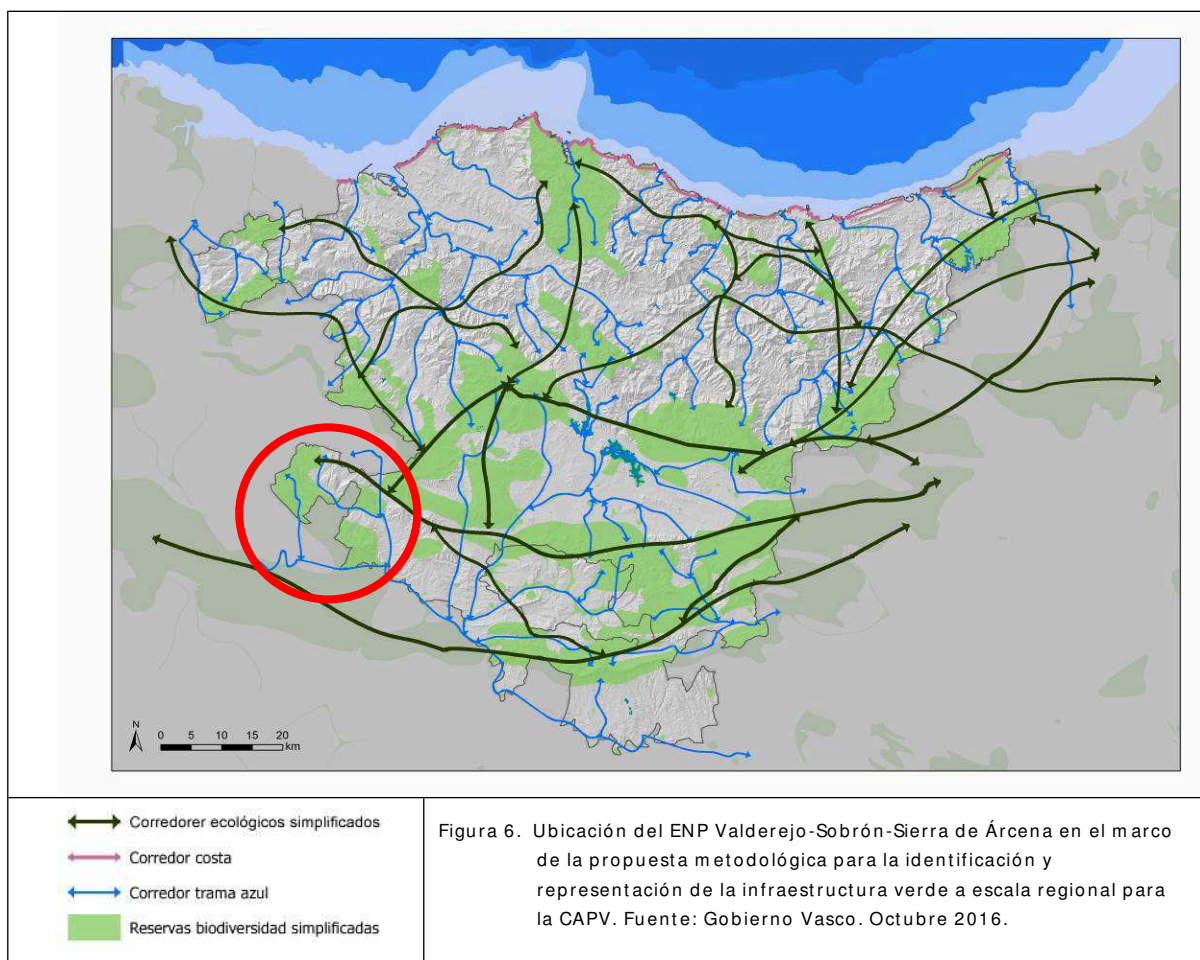 N
0 5 10 15 20
km
Corredorer ecológicos simplificados
Corredor costa
Corredor trama azul
Reservas biodiversidad simplificadas
Figura 6. Ubicación del ENP Valderejo-Sobrón-Sierra de Árcena en el marco
de la propuesta metodológica para la identificación y
representación de la infraestructura verde a escala regional para
la CAPV. Fuente: Gobierno Vasco. Octubre 2016.